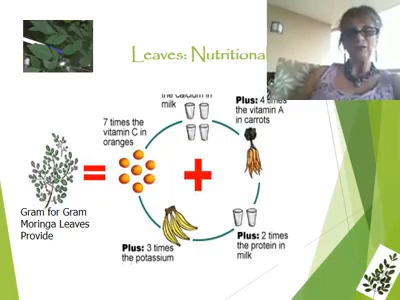 Leaves: Nutritional
the calcium in
milk
7 times the
vitamin C in
oranges
Plus: 4 times
the vitamin A
in carrots
Gram for Gram
Moringa Leaves
Provide
Plus: 3 times
the potassium
Plus: 2 times
the protein in
milk